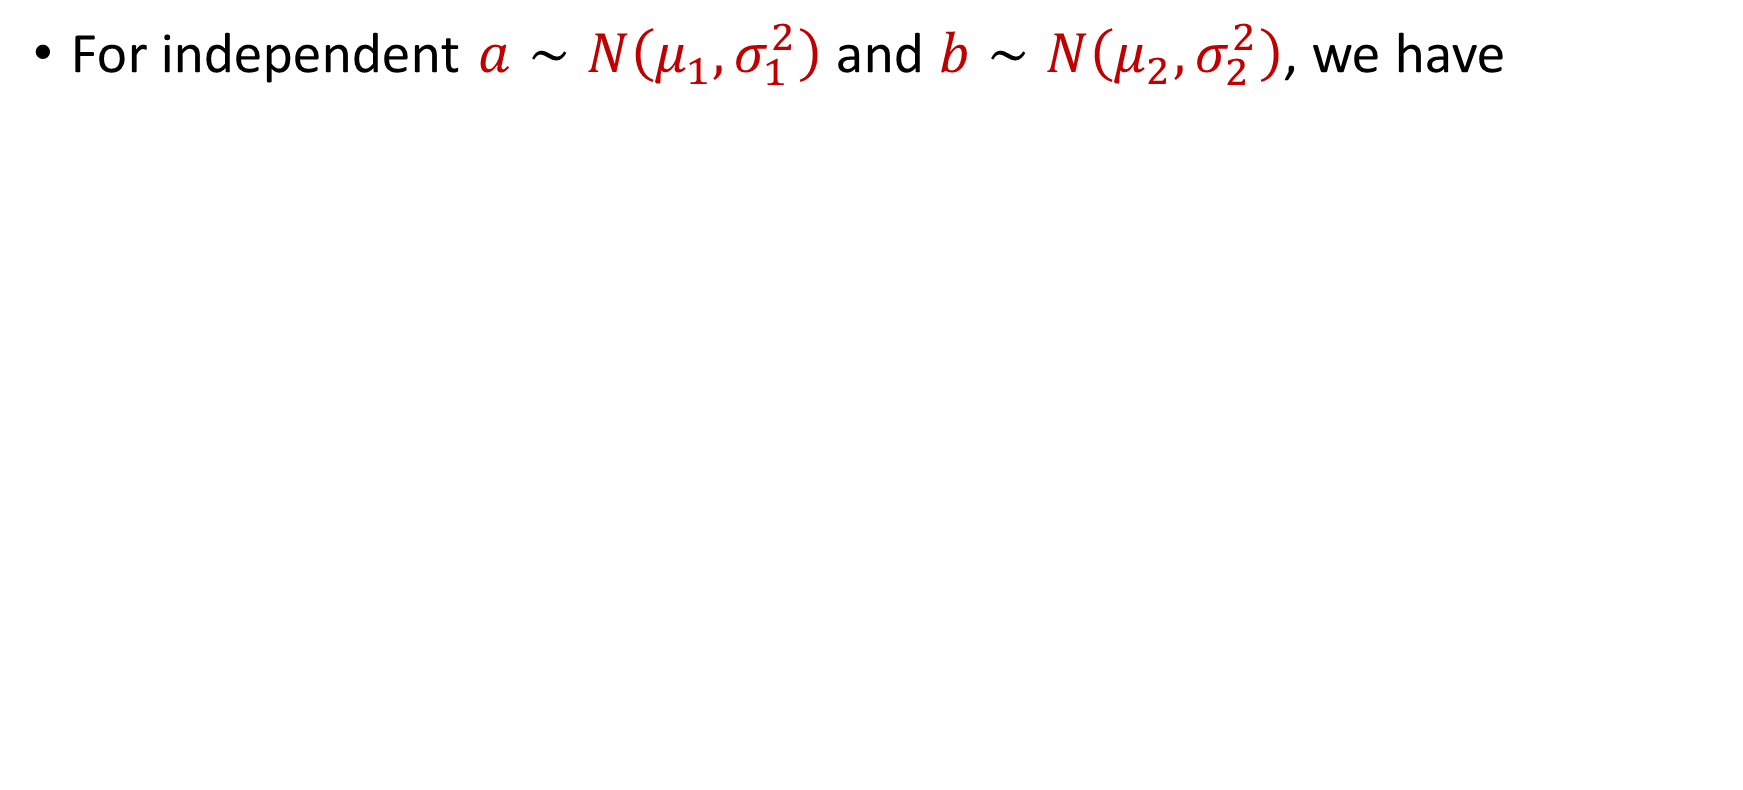 • For independent 𝑎 ~ 𝑁(𝜇₁, 𝜎₁²) and 𝑏 ~ 𝑁(𝜇₂, 𝜎₂²), we have